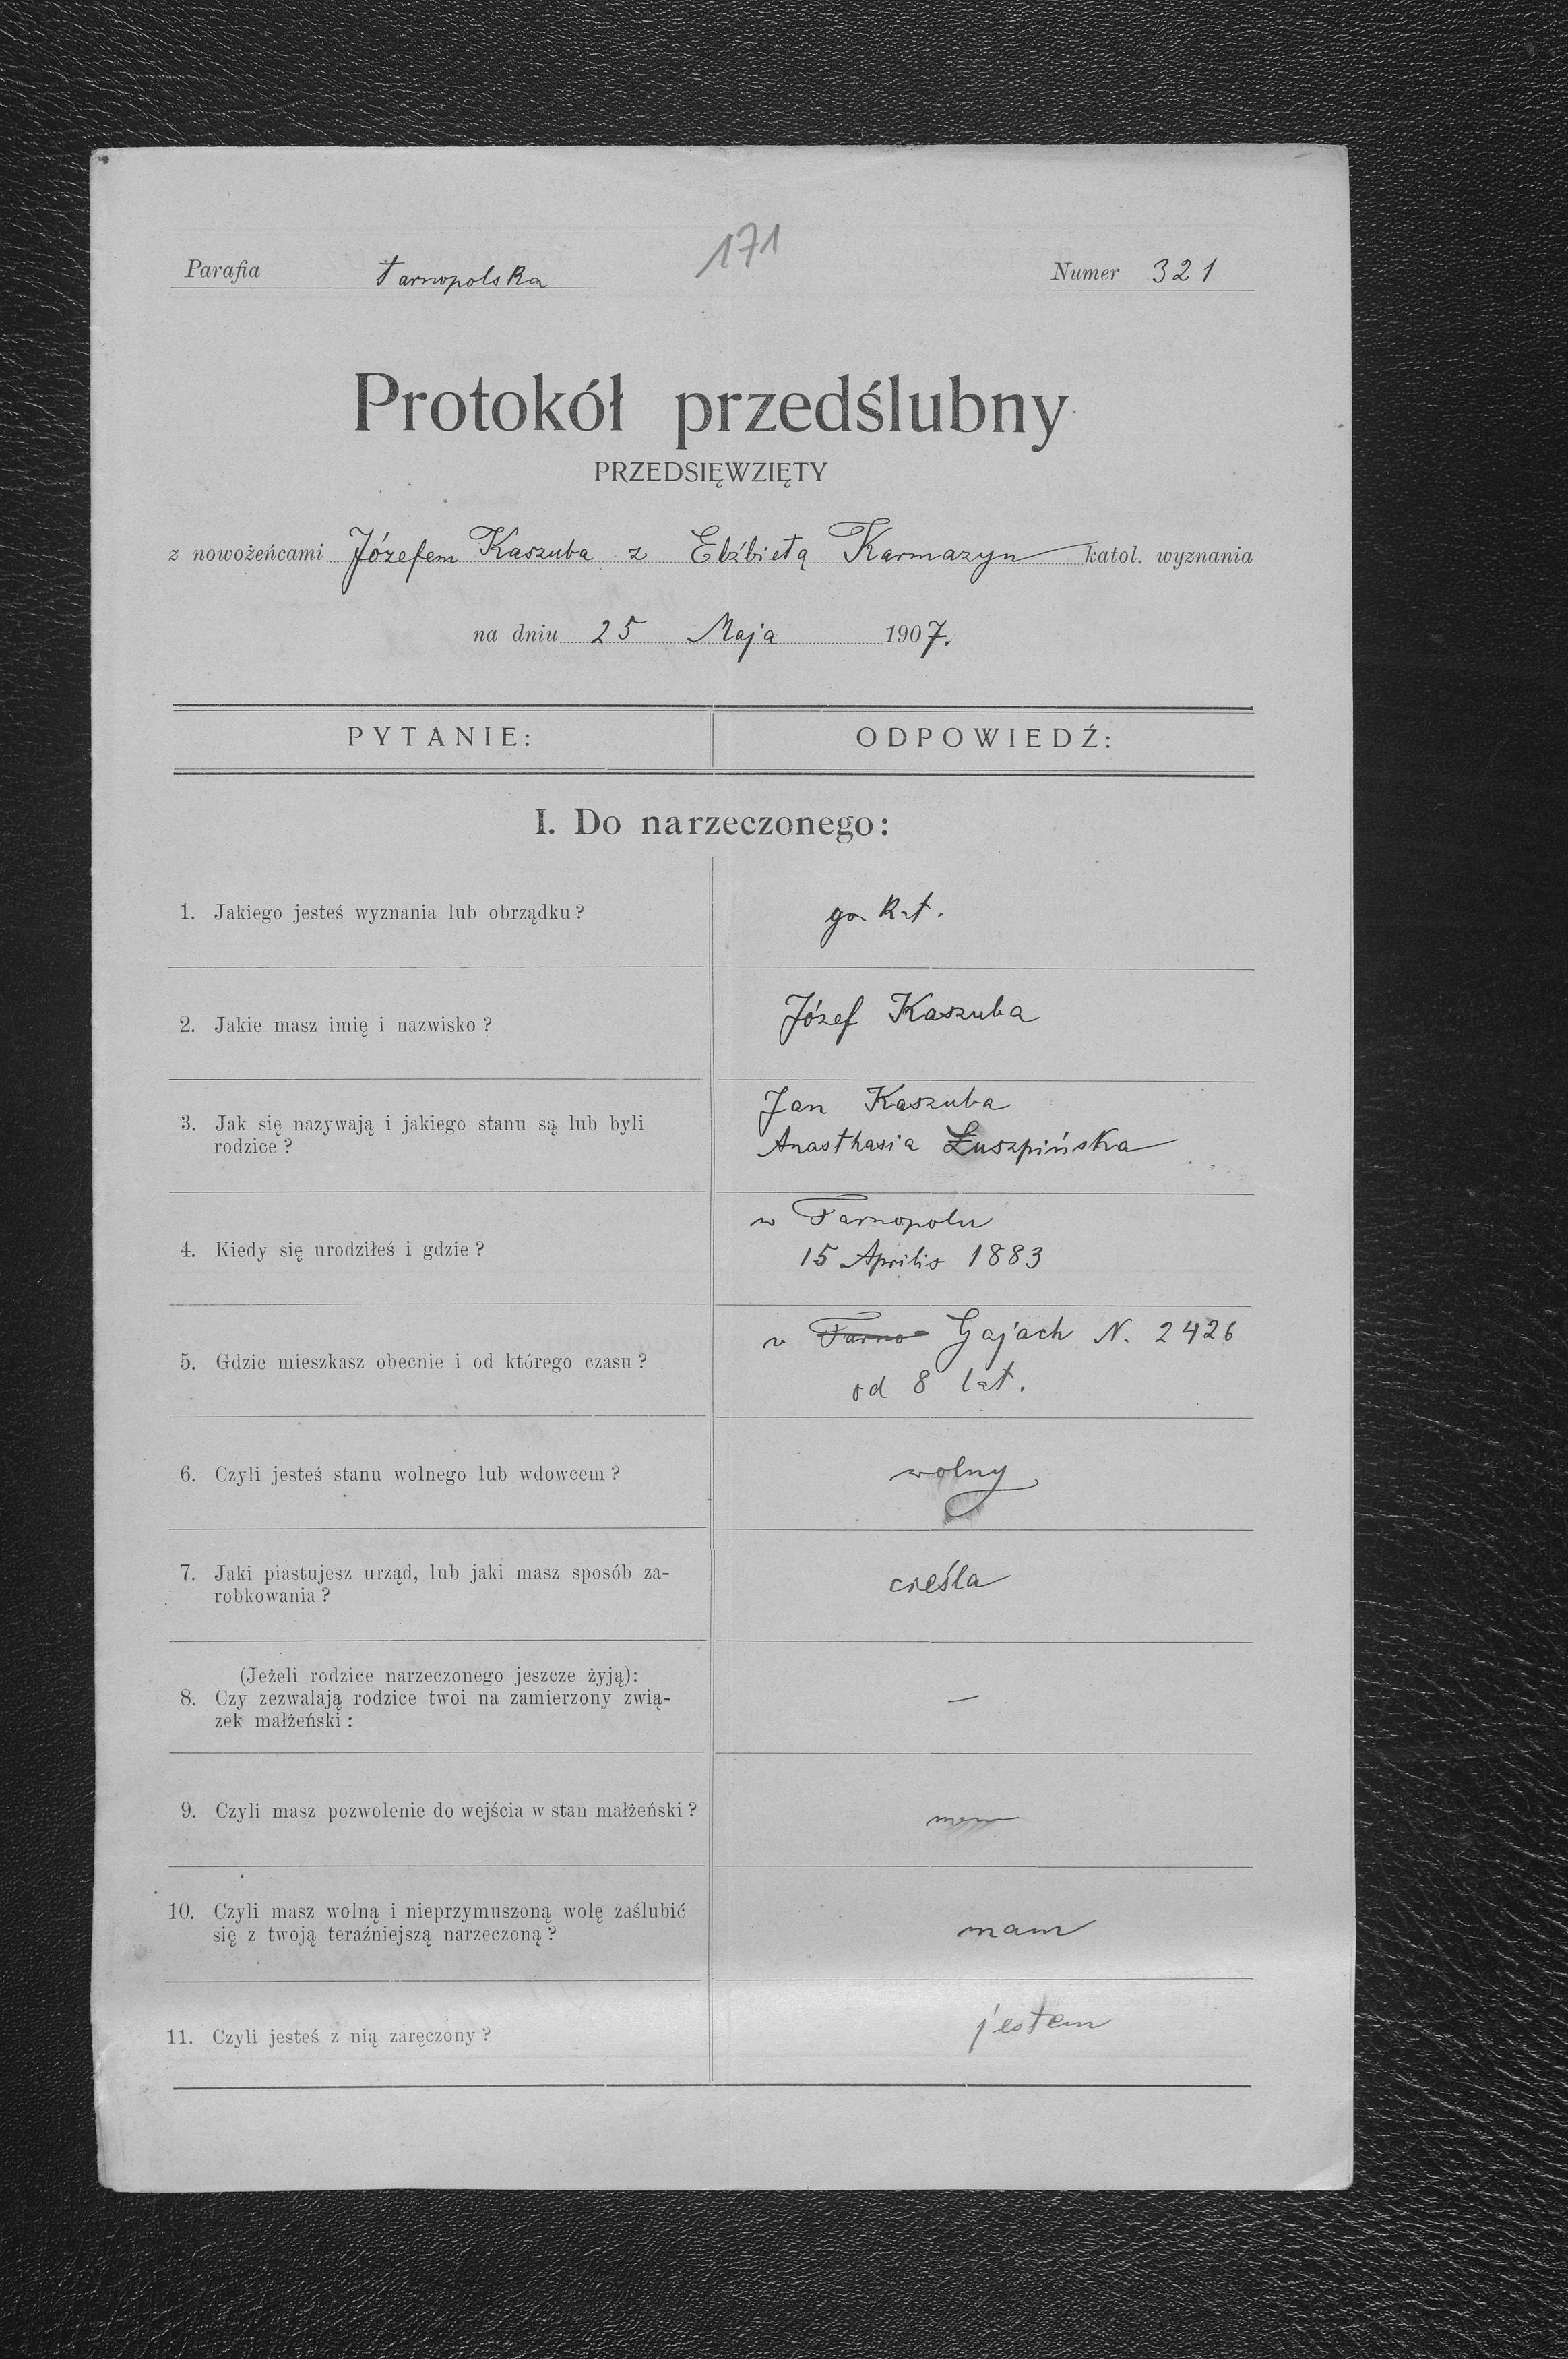 171
Parafia Tarnopolska Numer 321
Protokół przedślubny
PRZEDSIĘWZIĘTY
z nowożeńcami Józefem Kaszuba z Elżbietą Karmazyn katol. wyznania
na dniu 25 Maja 1907.
PYTANIE: ODPOWIEDŹ:
I. Do narzeczonego:
1. Jakiego jesteś wyznania lub obrządku? gr. kat.
2. Jakie masz imię i nazwisko? Józef Kaszuba
3. Jak się nazywają i jakiego stanu są lub byli
rodzice?
Jan Kaszuba
Anasthasia Łuszpińska
4. Kiedy się urodziłeś i gdzie?
w Tarnopolu
15 Aprilis 1883
5. Gdzie mieszkasz obecnie i od którego czasu?
w Tarno Gajach N. 2426
od 8 lat.
6. Czyli jesteś stanu wolnego lub wdowcem? wolny
7. Jaki piastujesz urząd, lub jaki masz sposób za-
robkowania?
cieśla
(Jeżeli rodzice narzeczonego jeszcze żyją):
8. Czy zezwalają rodzice twoi na zamierzony zwią-
zek małżeński:
—
9. Czyli masz pozwolenie do wejścia w stan małżeński? mam
10. Czyli masz wolną i nieprzymuszoną wolę zaślubić
się z twoją teraźniejszą narzeczoną?
mam
11. Czyli jesteś z nią zaręczony? jestem